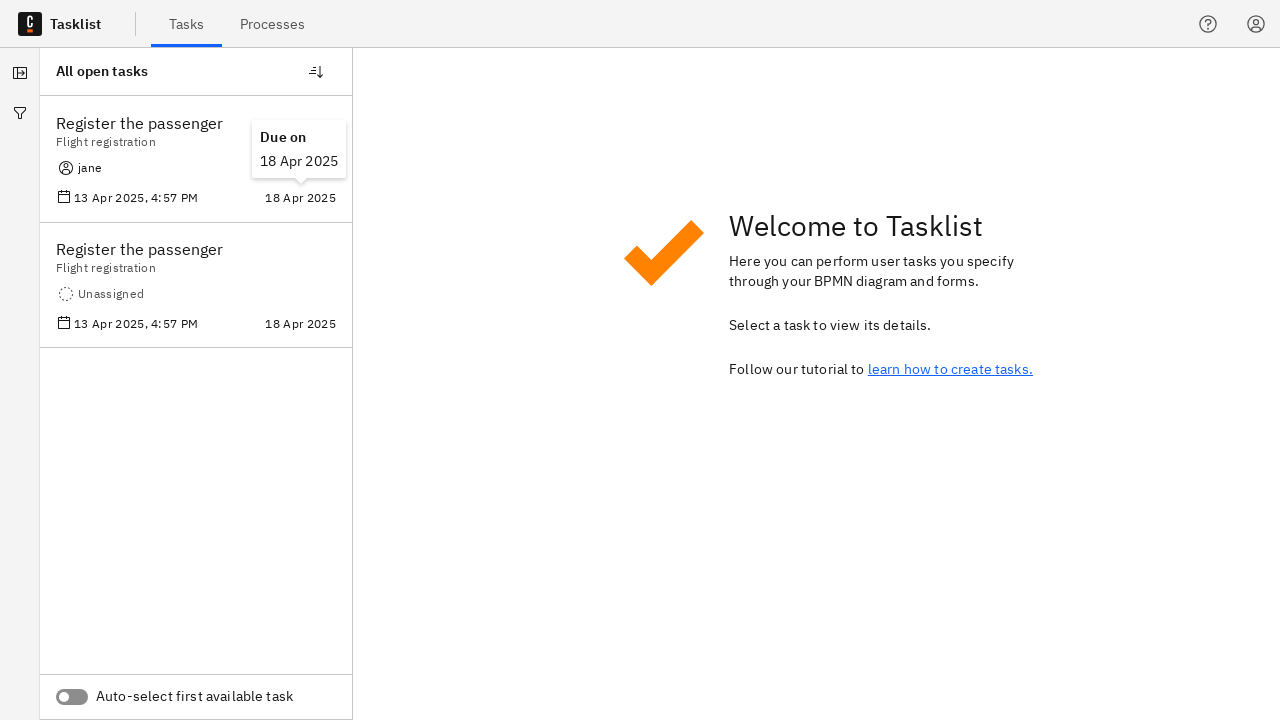 Tasklist
Tasks
Processes
All open tasks
Register the passenger
Flight registration
Due on
18 Apr 2025
jane
13 Apr 2025, 4:57 PM
18 Apr 2025
Register the passenger
Flight registration
Unassigned
13 Apr 2025, 4:57 PM
18 Apr 2025
Auto-select first available task
Welcome to Tasklist
Here you can perform user tasks you specify
through your BPMN diagram and forms.
Select a task to view its details.
Follow our tutorial to learn how to create tasks.